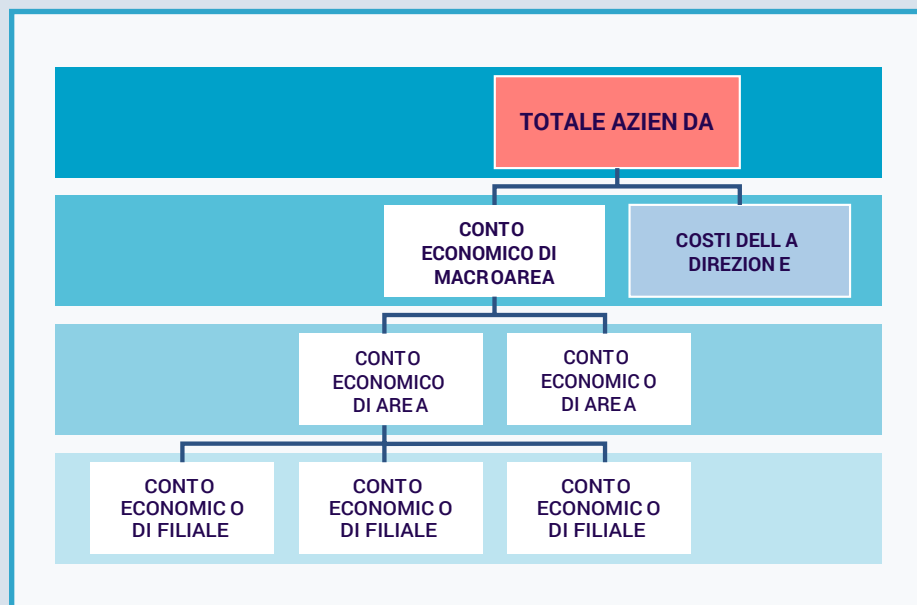 TOTALE AZIENDA
CONTO
ECONOMICO DI
MACROAREA
COSTI DELLA
DIREZIONE
CONTO
ECONOMICO
DI AREA
CONTO
ECONOMICO
DI AREA
CONTO
ECONOMICO
DI FILIALE
CONTO
ECONOMICO
DI FILIALE
CONTO
ECONOMICO
DI FILIALE